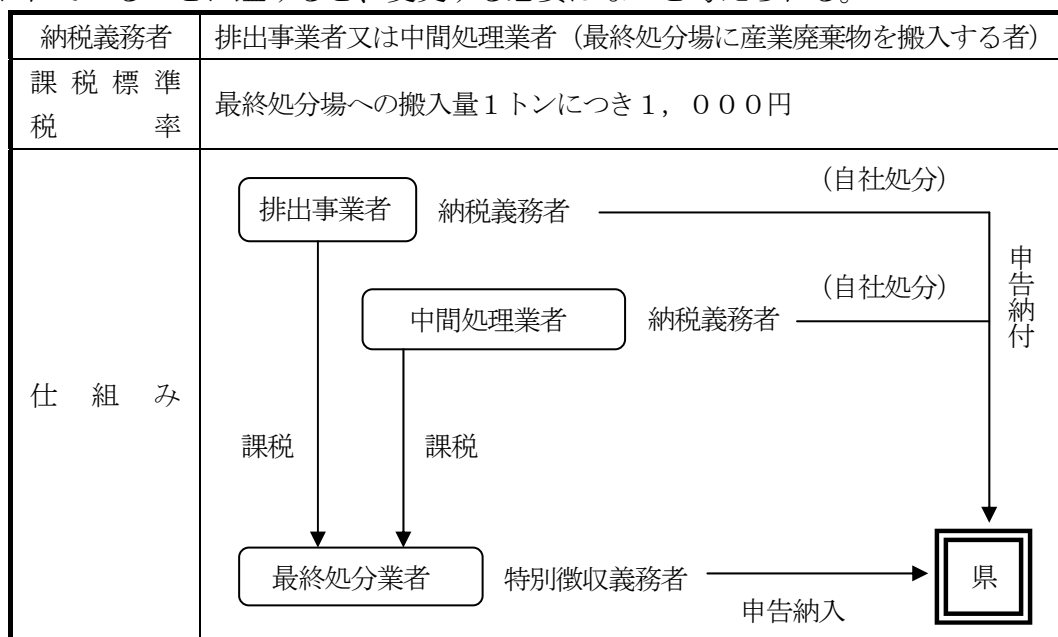 納税義務者 排出事業者又は中間処理業者（最終処分場に産業廃棄物を搬入する者）
課税標準
税率
最終処分場への搬入量１トンにつき１，０００円
仕組み
（自社処分）
排出事業者 納税義務者
申告納付
（自社処分）
中間処理業者 納税義務者
課税 課税
最終処分業者 特別徴収義務者 県
申告納入